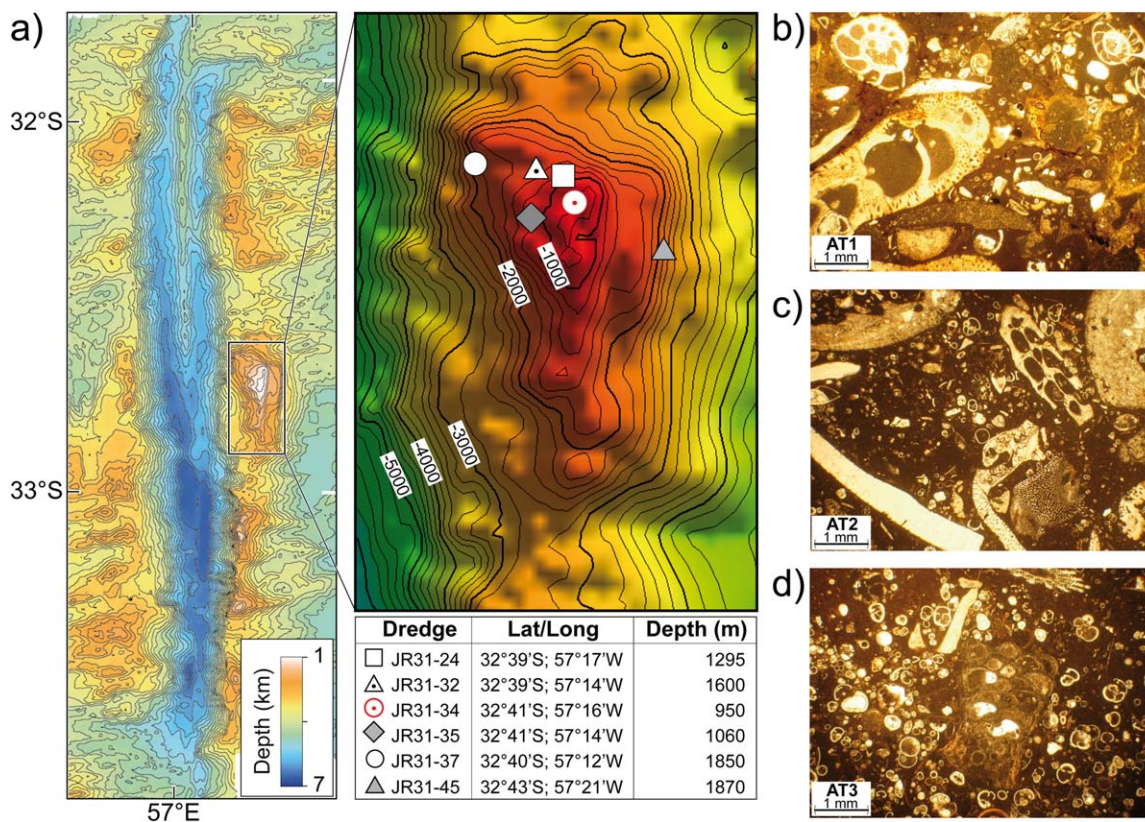 a)
32°S
33°S
57°E
1
7
Depth (km)
-1000
-2000
-3000
-4000
-5000
Dredge Lat/Long Depth (m)
JR31-24 32°39'S; 57°17'W 1295
JR31-32 32°39'S; 57°14'W 1600
JR31-34 32°41'S; 57°16'W 950
JR31-35 32°41'S; 57°14'W 1060
JR31-37 32°40'S; 57°12'W 1850
JR31-45 32°43'S; 57°21'W 1870
b)
AT1
1 mm
c)
AT2
1 mm
d)
AT3
1 mm